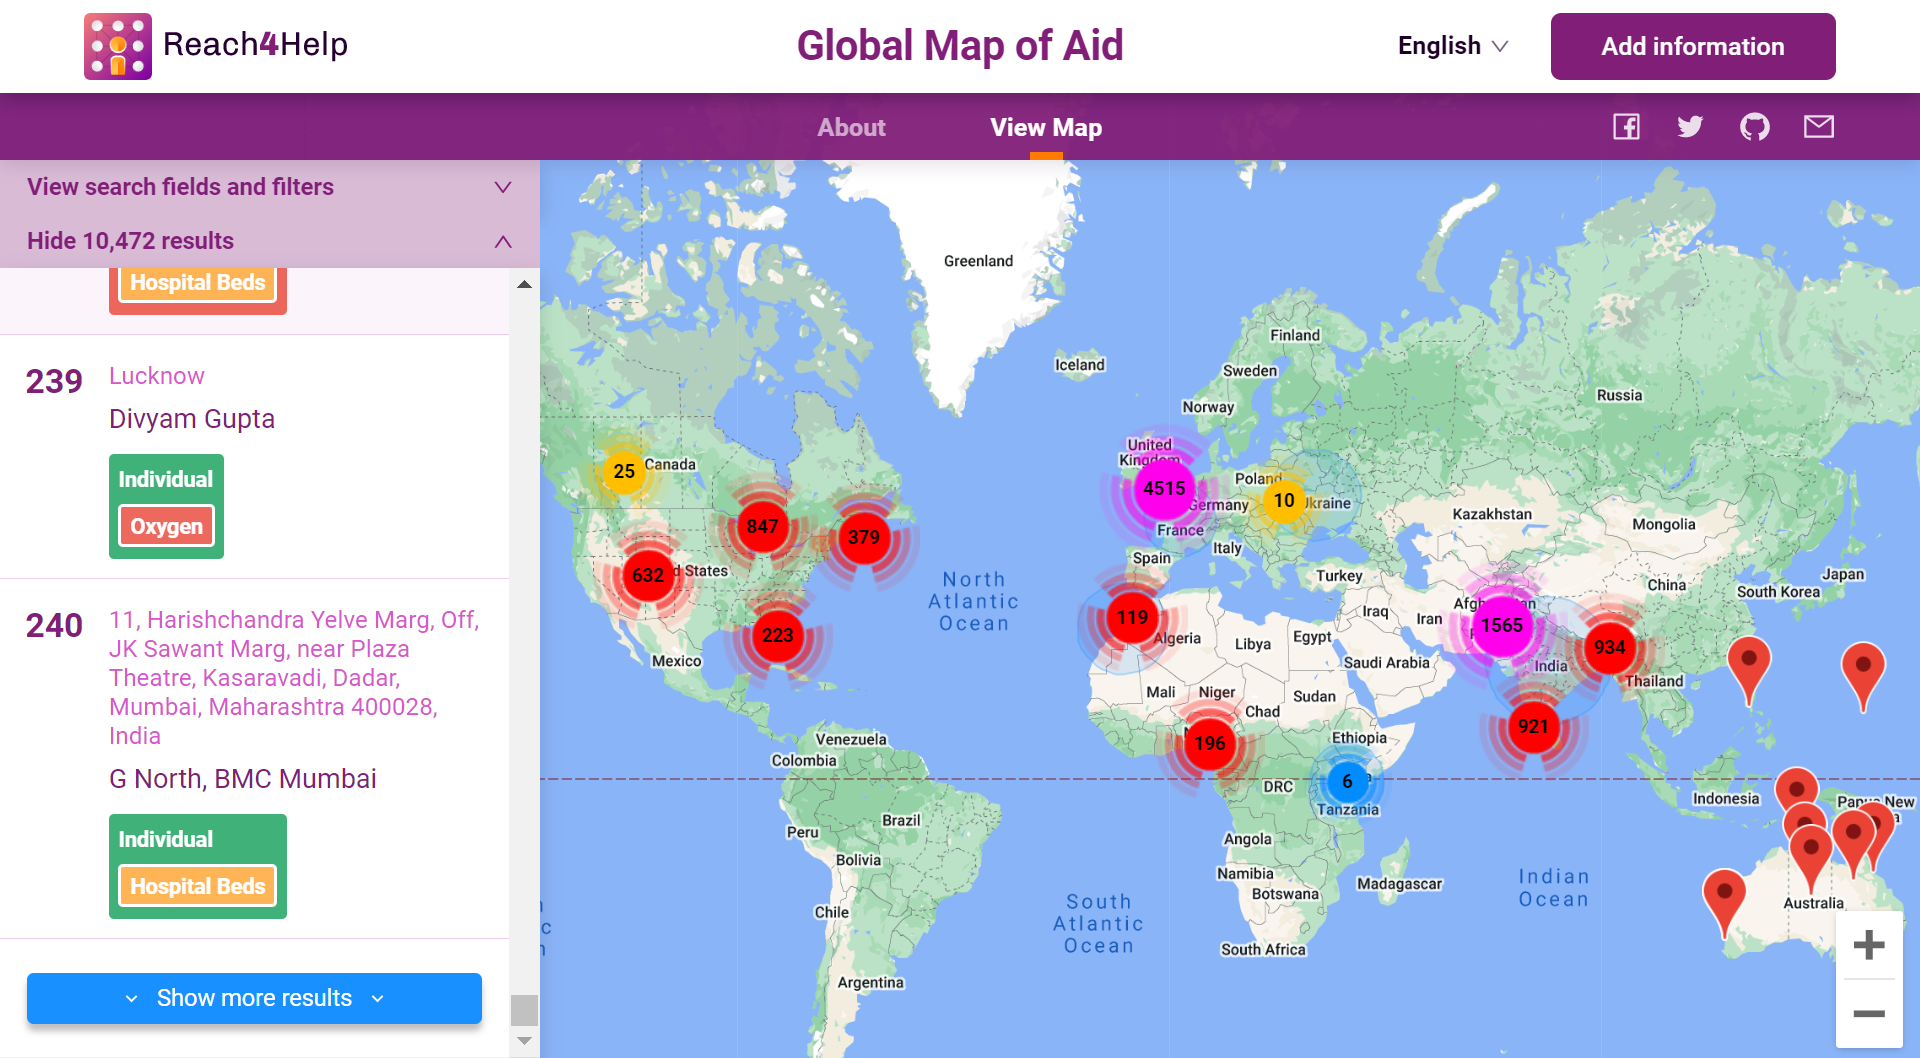 Reach4Help
Global Map of Aid
English
Add information
About
View Map
View search fields and filters
Hide 10,472 results
Hospital Beds
239
Lucknow
Divyam Gupta
Individual
Oxygen
240
11, Harishchandra Yelve Marg, Off,
JK Sawant Marg, near Plaza
Theatre, Kasaravadi, Dadar,
Mumbai, Maharashtra 400028,
India
G North, BMC Mumbai
Individual
Hospital Beds
Show more results
Greenland
Iceland
Finland
Sweden
Norway
Russia
United
Kingdom
4515
Poland
10
Ukraine
Germany
France
Italy
Spain
Turkey
Kazakhstan
Mongolia
China
Japan
South Korea
25
Canada
847
379
632
d States
223
Mexico
North
Atlantic
Ocean
119
Algeria
Libya
Egypt
Iraq
Iran
Saudi Arabia
1565
934
India
Thailand
921
Mali
Niger
Chad
Sudan
196
Ethiopia
6
DRC
Tanzania
Angola
Namibia
Botswana
Madagascar
South Africa
Venezuela
Colombia
Brazil
Peru
Bolivia
Chile
Argentina
South
Atlantic
Ocean
Indian
Ocean
Indonesia
Papua New
Australia